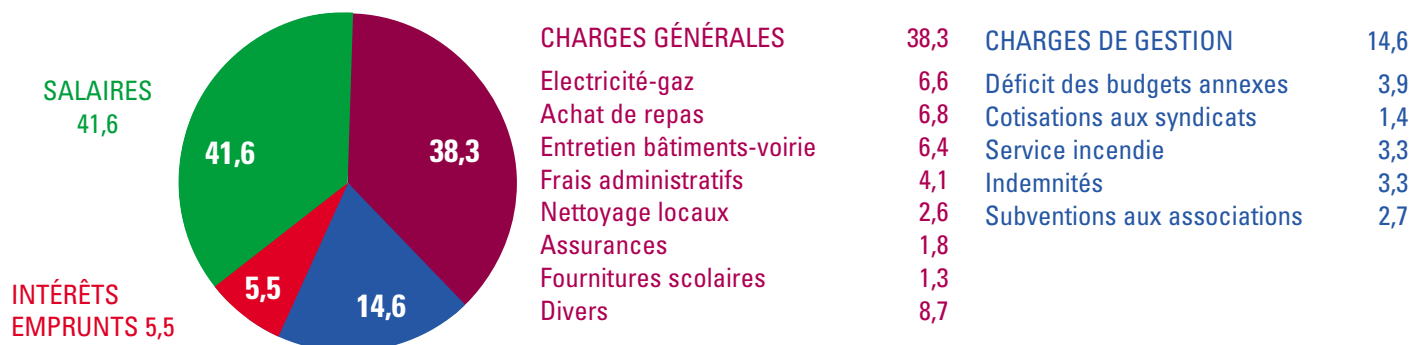 SALAIRES
41,6
INTÉRÊTS
EMPRUNTS 5,5
41,6
38,3
5,5
14,6
CHARGES GÉNÉRALES 38,3
Electricité-gaz 6,6
Achat de repas 6,8
Entretien bâtiments-voirie 6,4
Frais administratifs 4,1
Nettoyage locaux 2,6
Assurances 1,8
Fournitures scolaires 1,3
Divers 8,7
CHARGES DE GESTION 14,6
Déficit des budgets annexes 3,9
Cotisations aux syndicats 1,4
Service incendie 3,3
Indemnités 3,3
Subventions aux associations 2,7